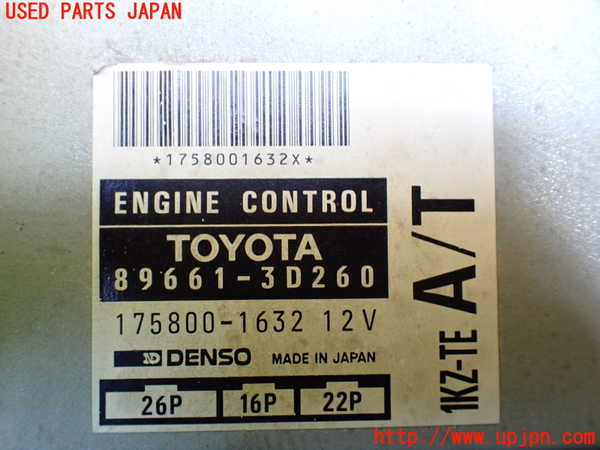 USED PARTS JAPAN
*1758001632X*
ENGINE CONTROL
TOYOTA
89661-3D260
175800-1632 12V
DENSO MADE IN JAPAN
26P 16P 22P
1KZ-TE A/T
http://www.upjpn.com/